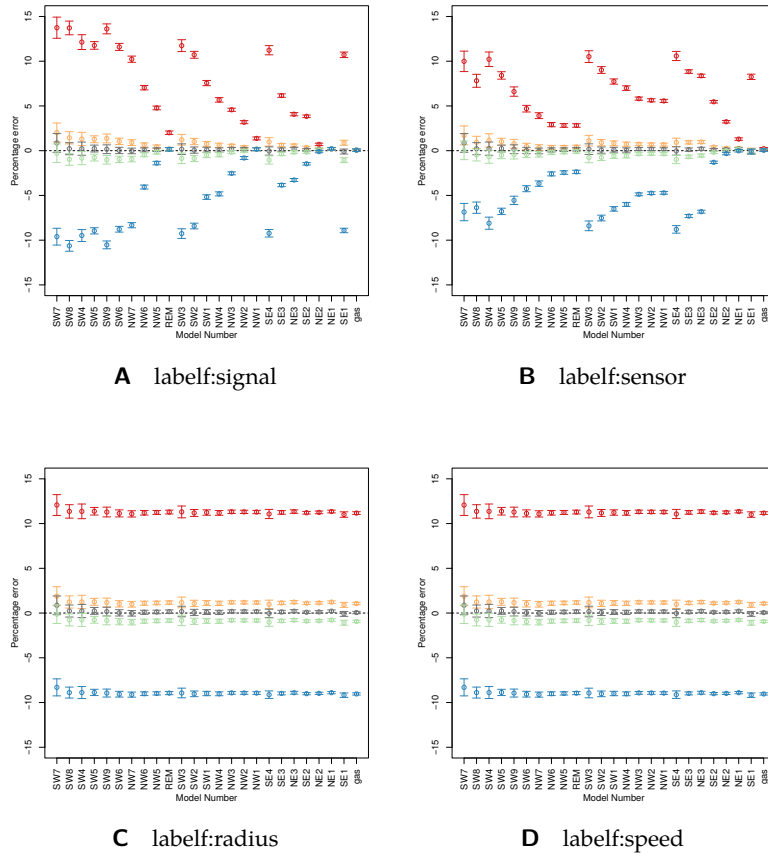 15
10
5
0
−5
−10
−15
Percentage error
SW7
SW8
SW4
SW5
SW9
SW6
NW7
NW6
NW5
REM
SW3
SW2
SW1
NW4
NW3
NW2
NW1
SE4
SE3
NE3
SE2
NE2
NE1
SE1
gas
Model Number
A labelf:signal
15
10
5
0
−5
−10
−15
Percentage error
SW7
SW8
SW4
SW5
SW9
SW6
NW7
NW6
NW5
REM
SW3
SW2
SW1
NW4
NW3
NW2
NW1
SE4
SE3
NE3
SE2
NE2
NE1
SE1
gas
Model Number
B labelf:sensor
15
10
5
0
−5
−10
−15
Percentage error
SW7
SW8
SW4
SW5
SW9
SW6
NW7
NW6
NW5
REM
SW3
SW2
SW1
NW4
NW3
NW2
NW1
SE4
SE3
NE3
SE2
NE2
NE1
SE1
gas
Model Number
C labelf:radius
15
10
5
0
−5
−10
−15
Percentage error
SW7
SW8
SW4
SW5
SW9
SW6
NW7
NW6
NW5
REM
SW3
SW2
SW1
NW4
NW3
NW2
NW1
SE4
SE3
NE3
SE2
NE2
NE1
SE1
gas
Model Number
D labelf:speed